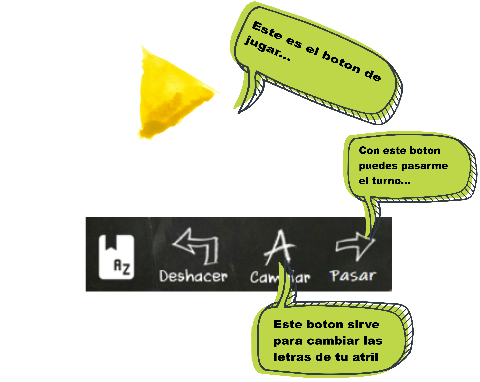 Este es el boton de
jugar...
Con este boton
puedes pasarme
el turno...
AZ
Deshacer
Cambiar
Pasar
Este boton sirve
para cambiar las
letras de tu atril